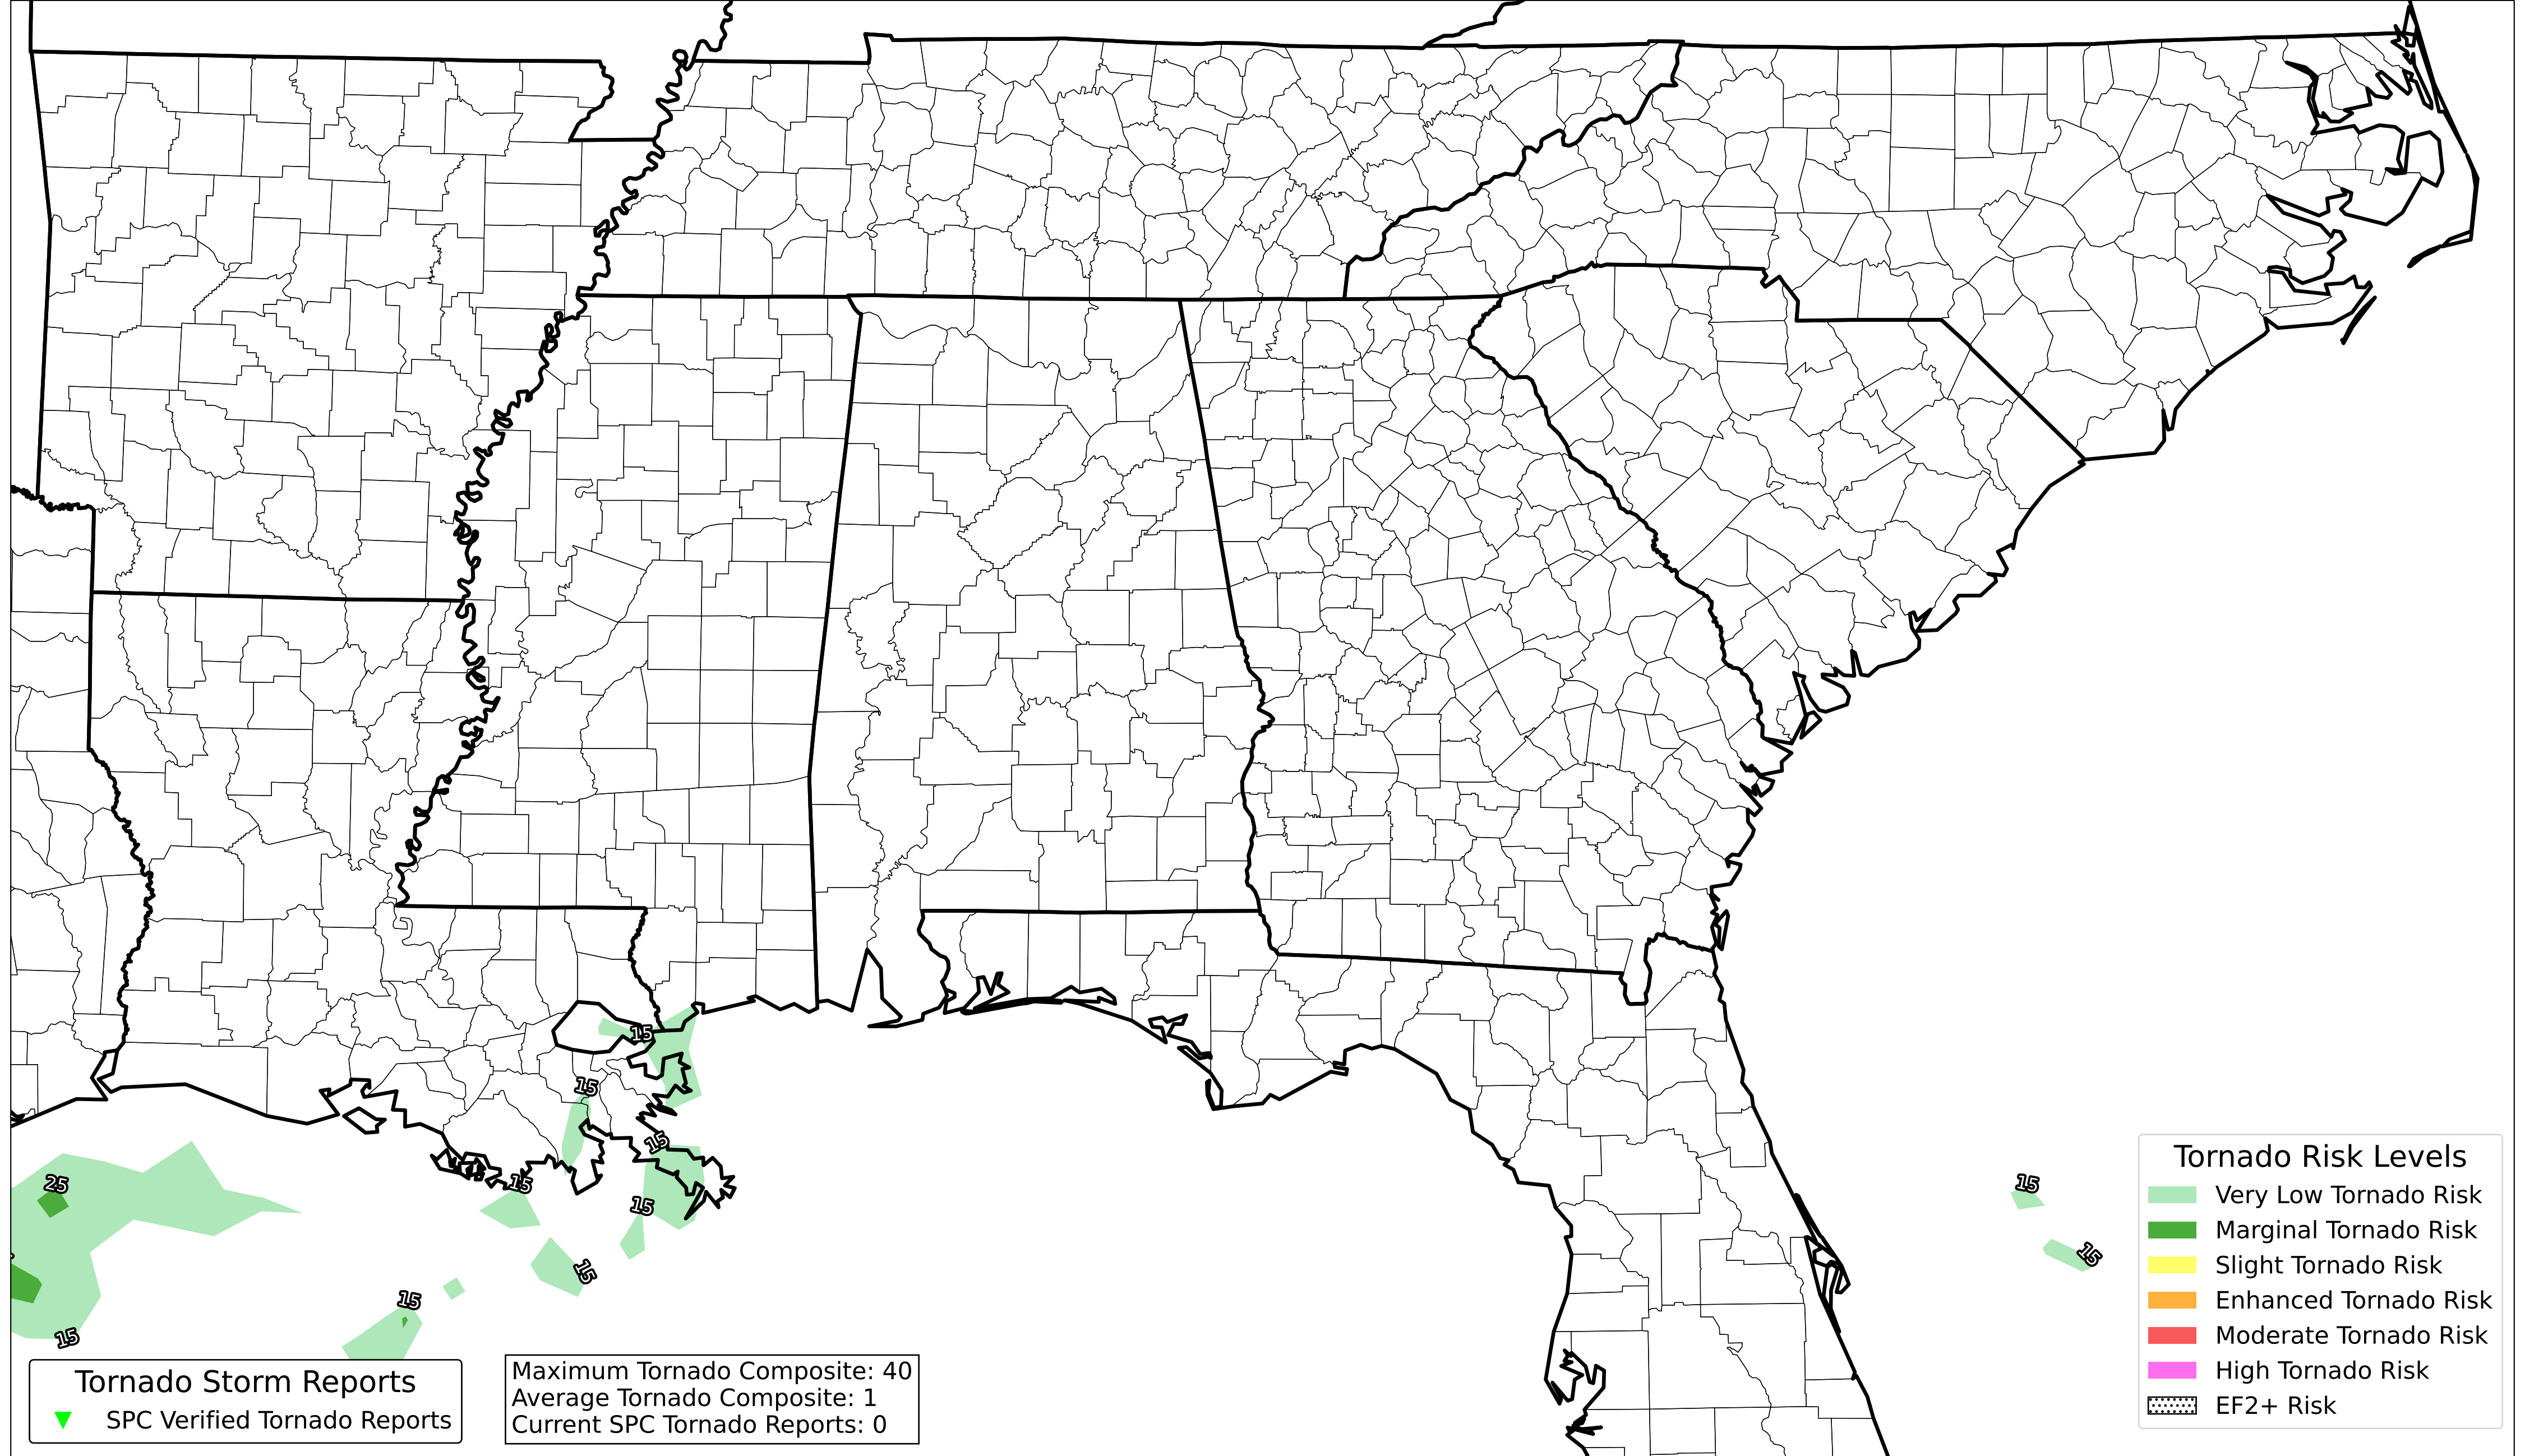 15
15
15
15
25
15
15
15
15
15
15
15
Tornado Storm Reports
SPC Verified Tornado Reports
Maximum Tornado Composite: 40
Average Tornado Composite: 1
Current SPC Tornado Reports: 0
Tornado Risk Levels
Very Low Tornado Risk
Marginal Tornado Risk
Slight Tornado Risk
Enhanced Tornado Risk
Moderate Tornado Risk
High Tornado Risk
EF2+ Risk